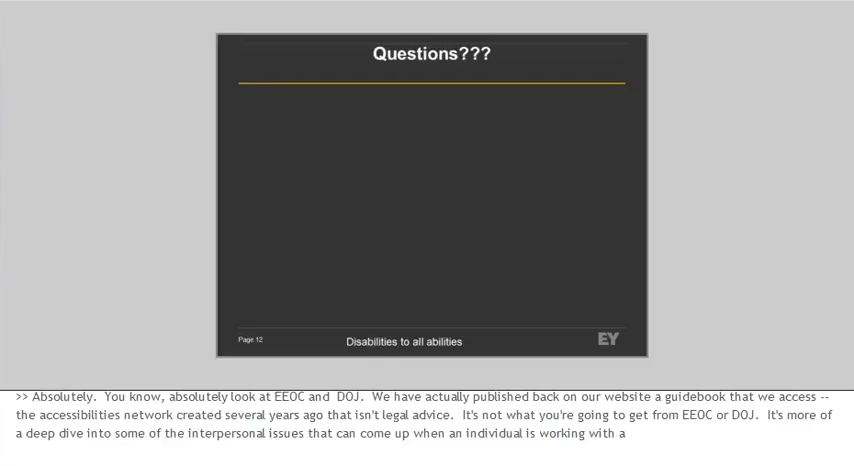 Questions???
Page 12
Disabilities to all abilities
EY
>> Absolutely.  You know, absolutely look at EEOC and  DOJ.  We have actually published back on our website a guidebook that we access --
the accessibilities network created several years ago that isn't legal advice.  It's not what you're going to get from EEOC or DOJ.  It's more of
a deep dive into some of the interpersonal issues that can come up when an individual is working with a